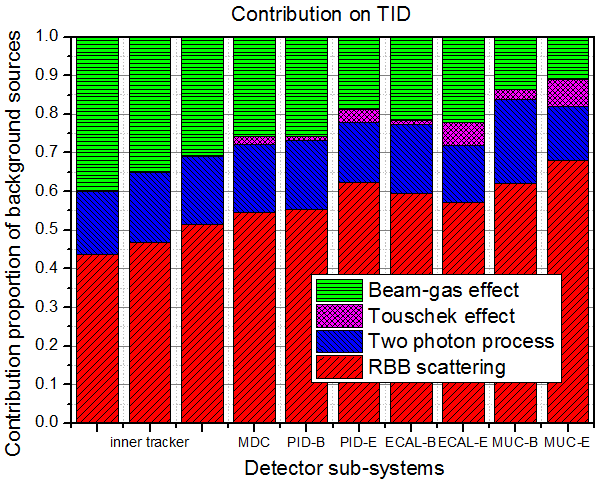 Contribution on TID
Contribution proportion of background sources
1.0
0.9
0.8
0.7
0.6
0.5
0.4
0.3
0.2
0.1
0.0
Beam-gas effect
Touschek effect
Two photon process
RBB scattering
inner tracker MDC PID-B PID-E ECAL-B ECAL-E MUC-B MUC-E
Detector sub-systems